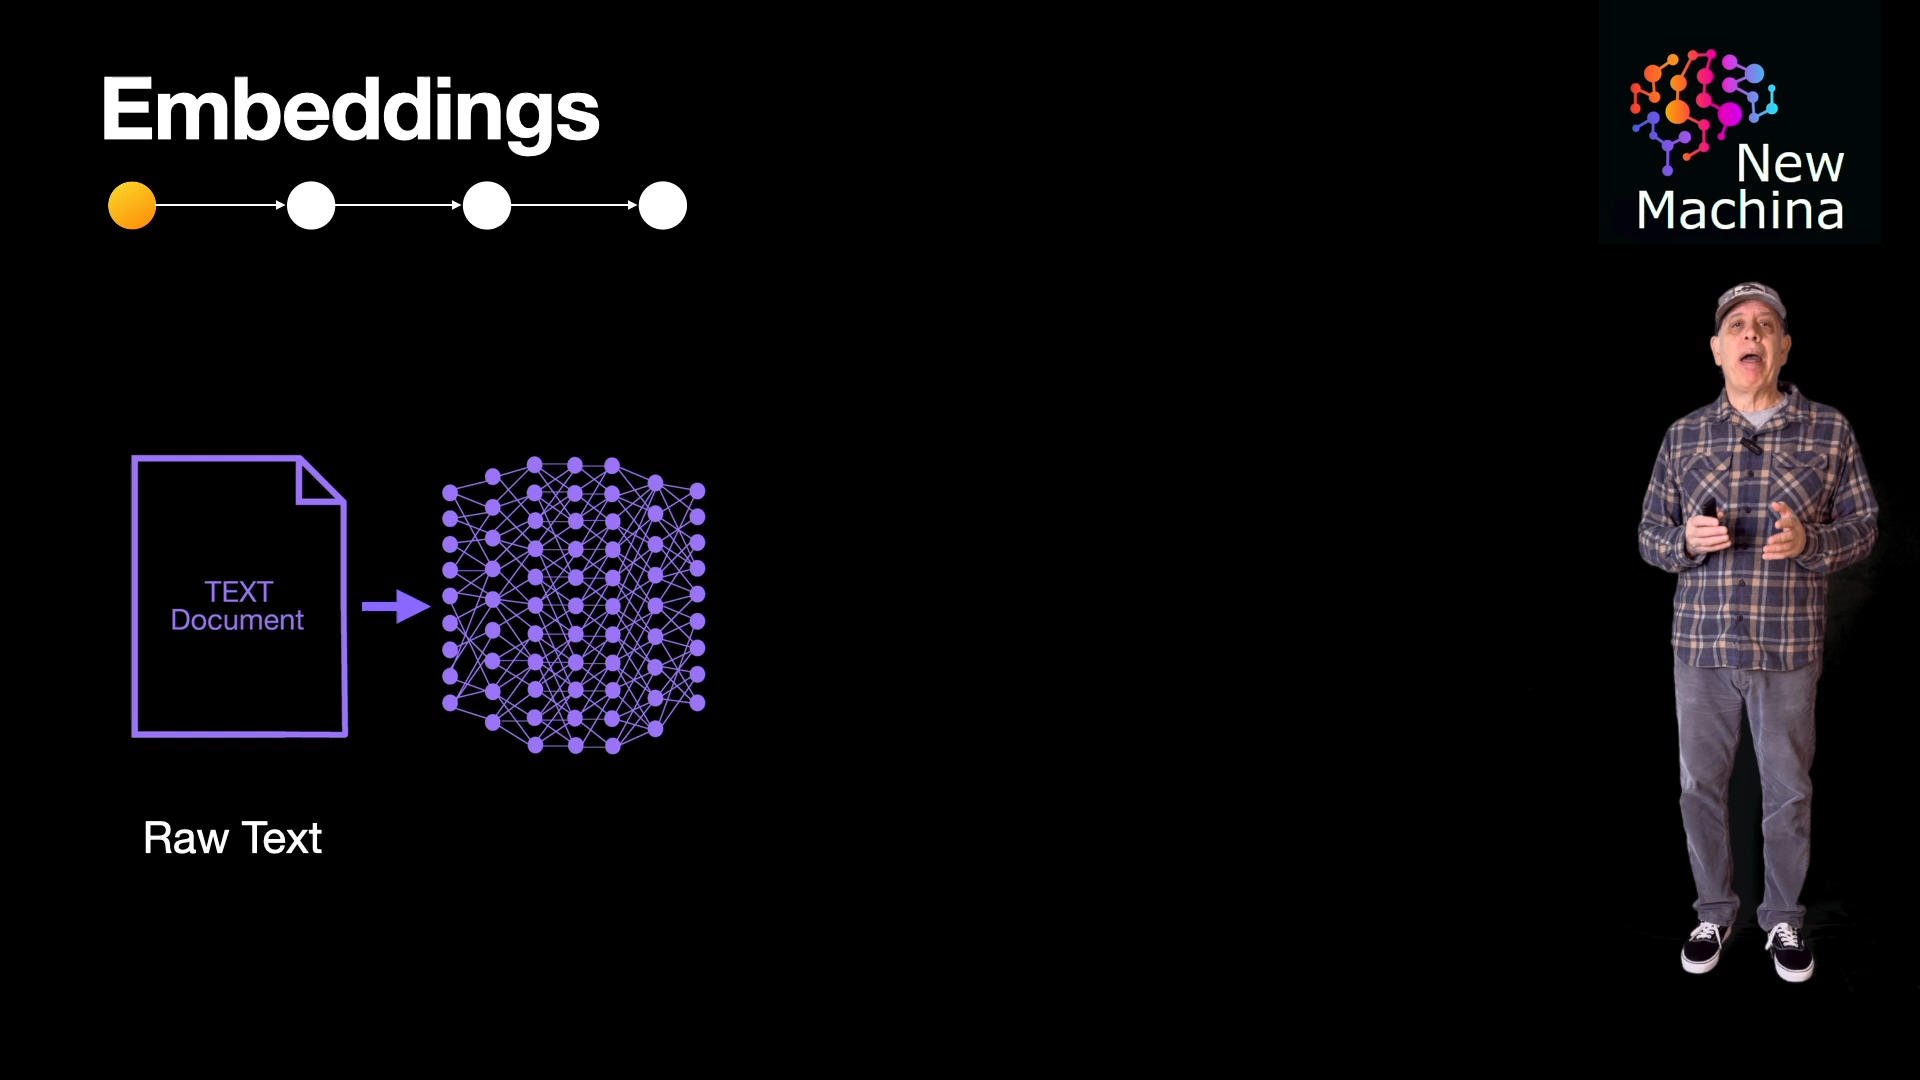 Embeddings
New
Machina
TEXT
Document
Raw Text